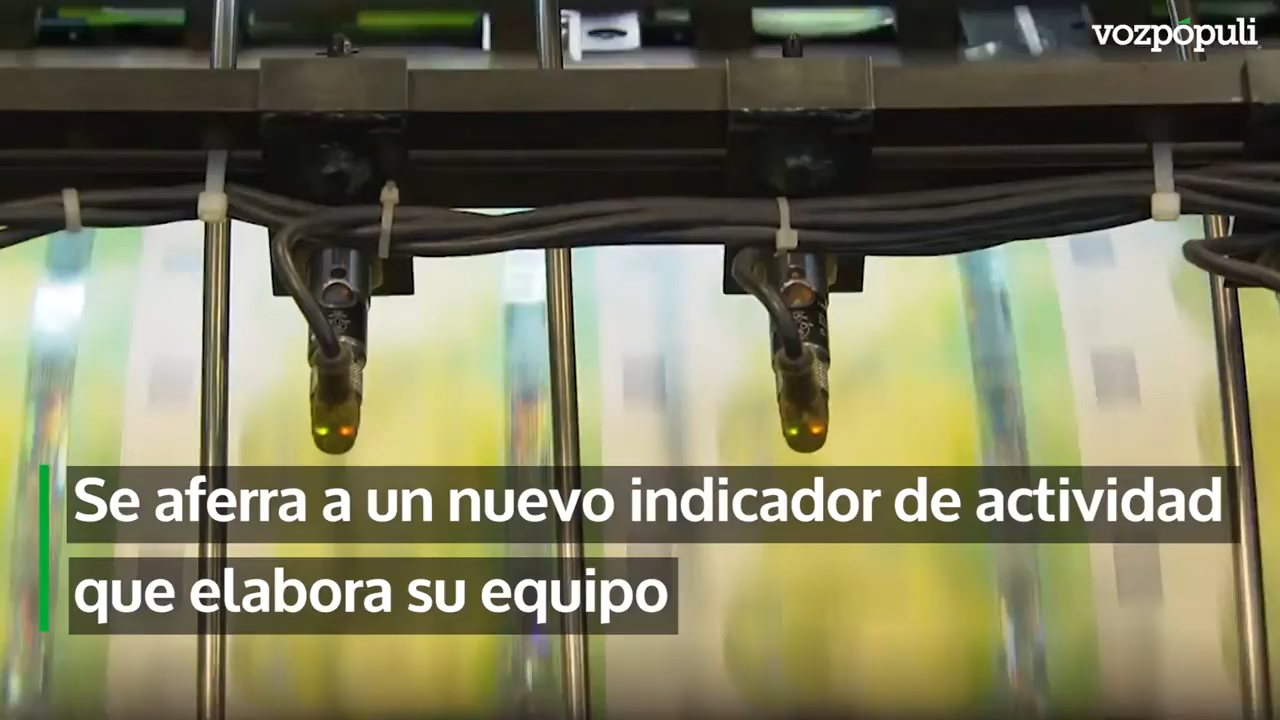 vozpópuli
Se aferra a un nuevo indicador de actividad
que elabora su equipo